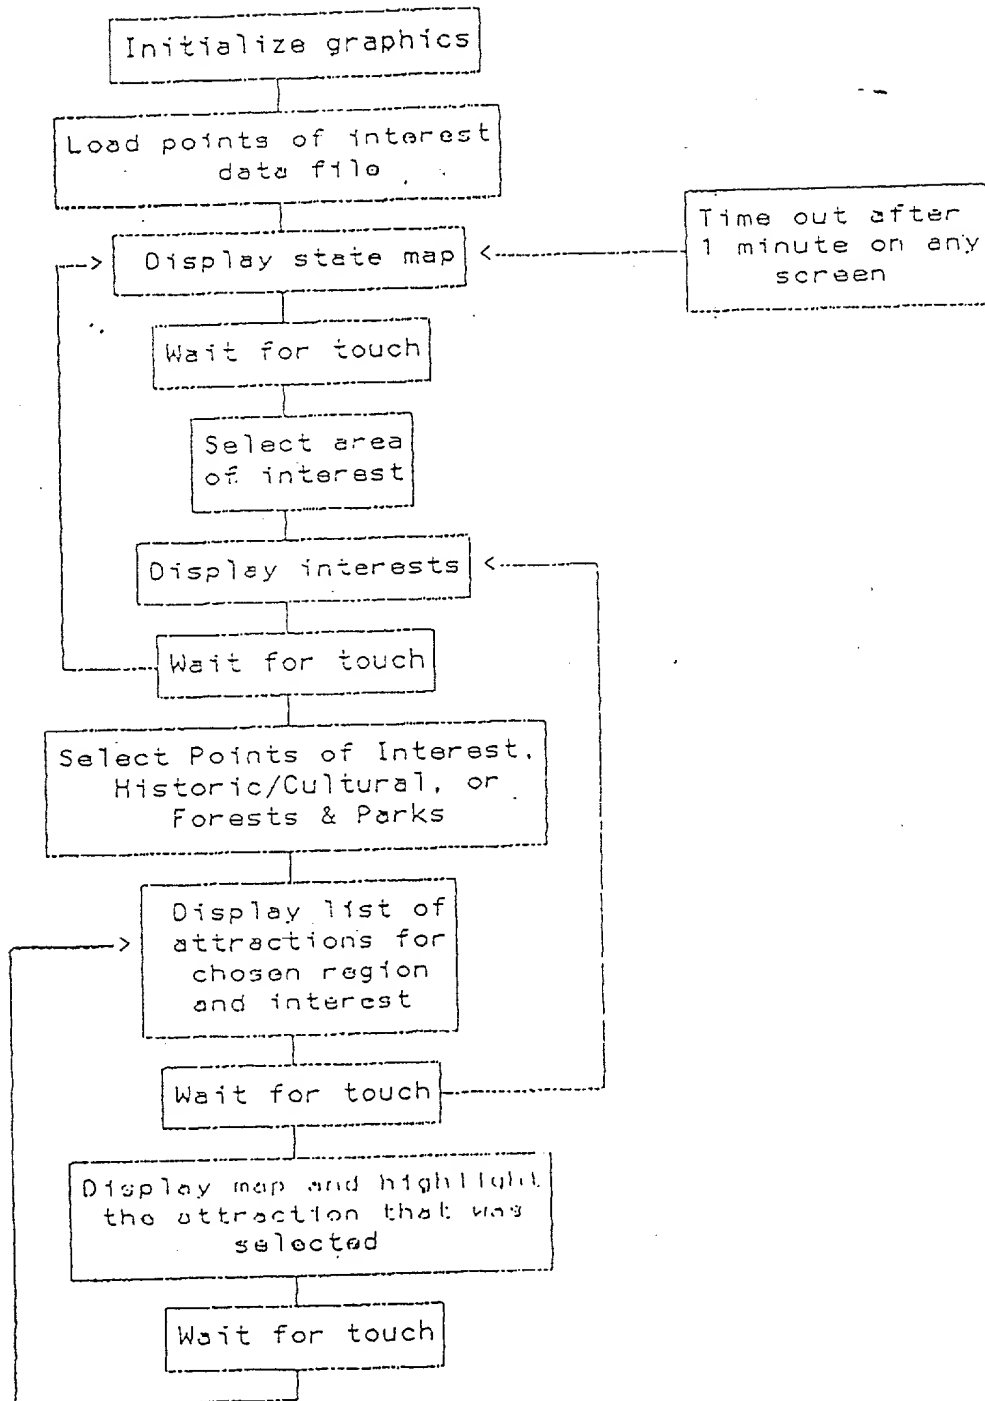 Initialize graphics
Load points of interest
data file
Display state map
Time out after
1 minute on any
screen
Wait for touch
Select area
of interest
Display interests
Wait for touch
Select Points of Interest,
Historic/Cultural, or
Forests & Parks
Display list of
attractions for
chosen region
and interest
Wait for touch
Display map and highlight
the attraction that was
selected
Wait for touch